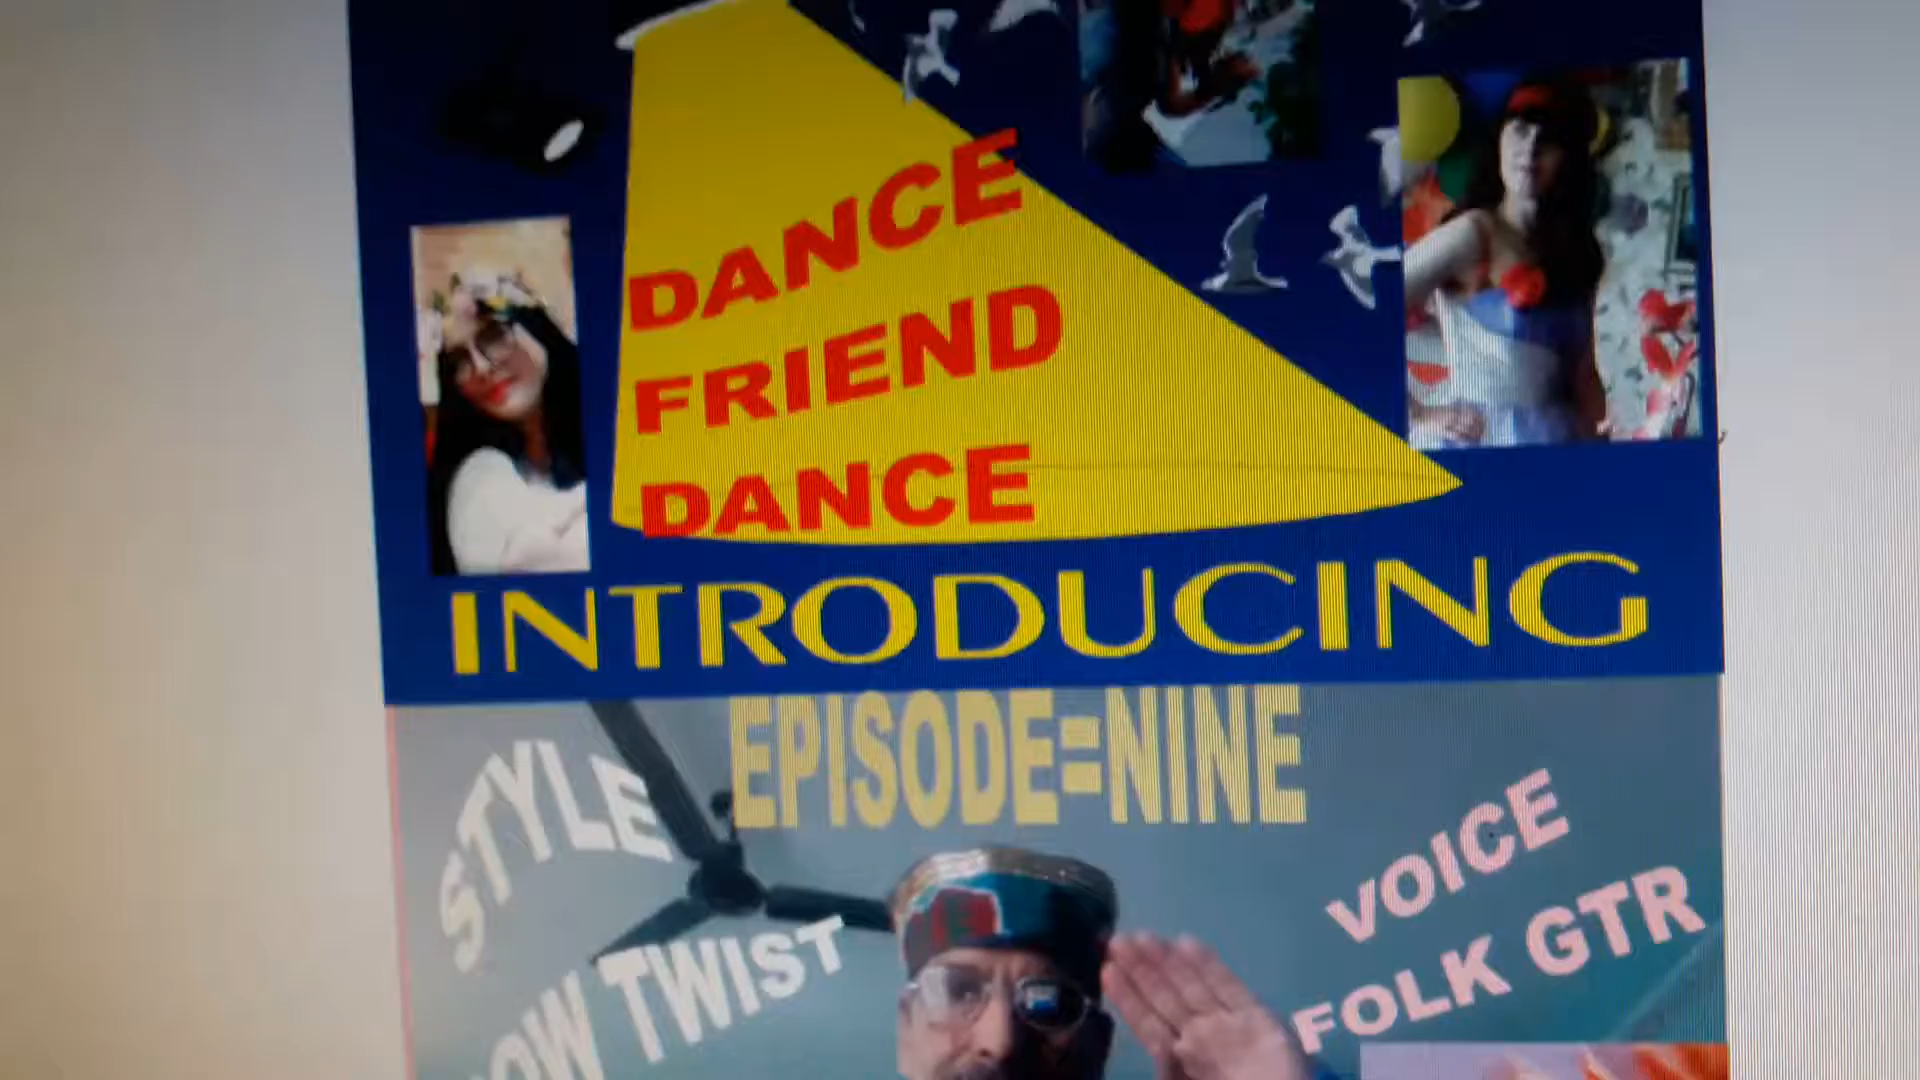 DANCE
FRIEND
DANCE
INTRODUCING
EPISODE=NINE
STYLE
TWIST
VOICE
FOLK GTR